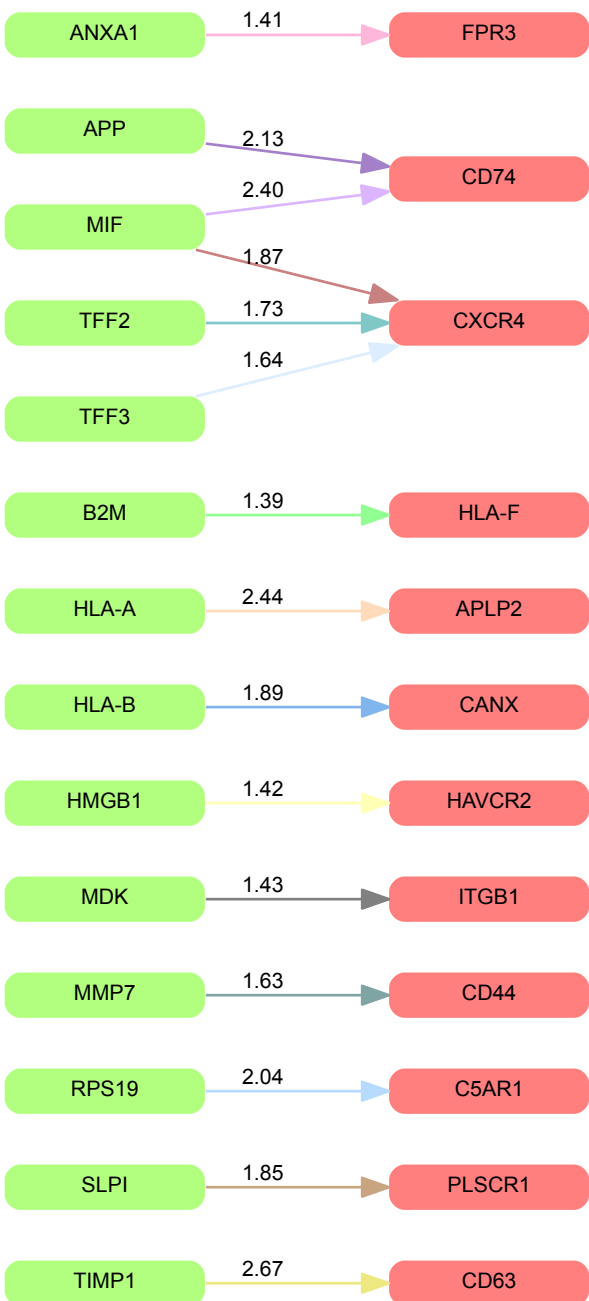 ANXA1 1.41 FPR3
APP 2.13 CD74
MIF 2.40
1.87 CXCR4
TFF2 1.73
TFF3 1.64
B2M 1.39 HLA-F
HLA-A 2.44 APLP2
HLA-B 1.89 CANX
HMGB1 1.42 HAVCR2
MDK 1.43 ITGB1
MMP7 1.63 CD44
RPS19 2.04 C5AR1
SLPI 1.85 PLSCR1
TIMP1 2.67 CD63